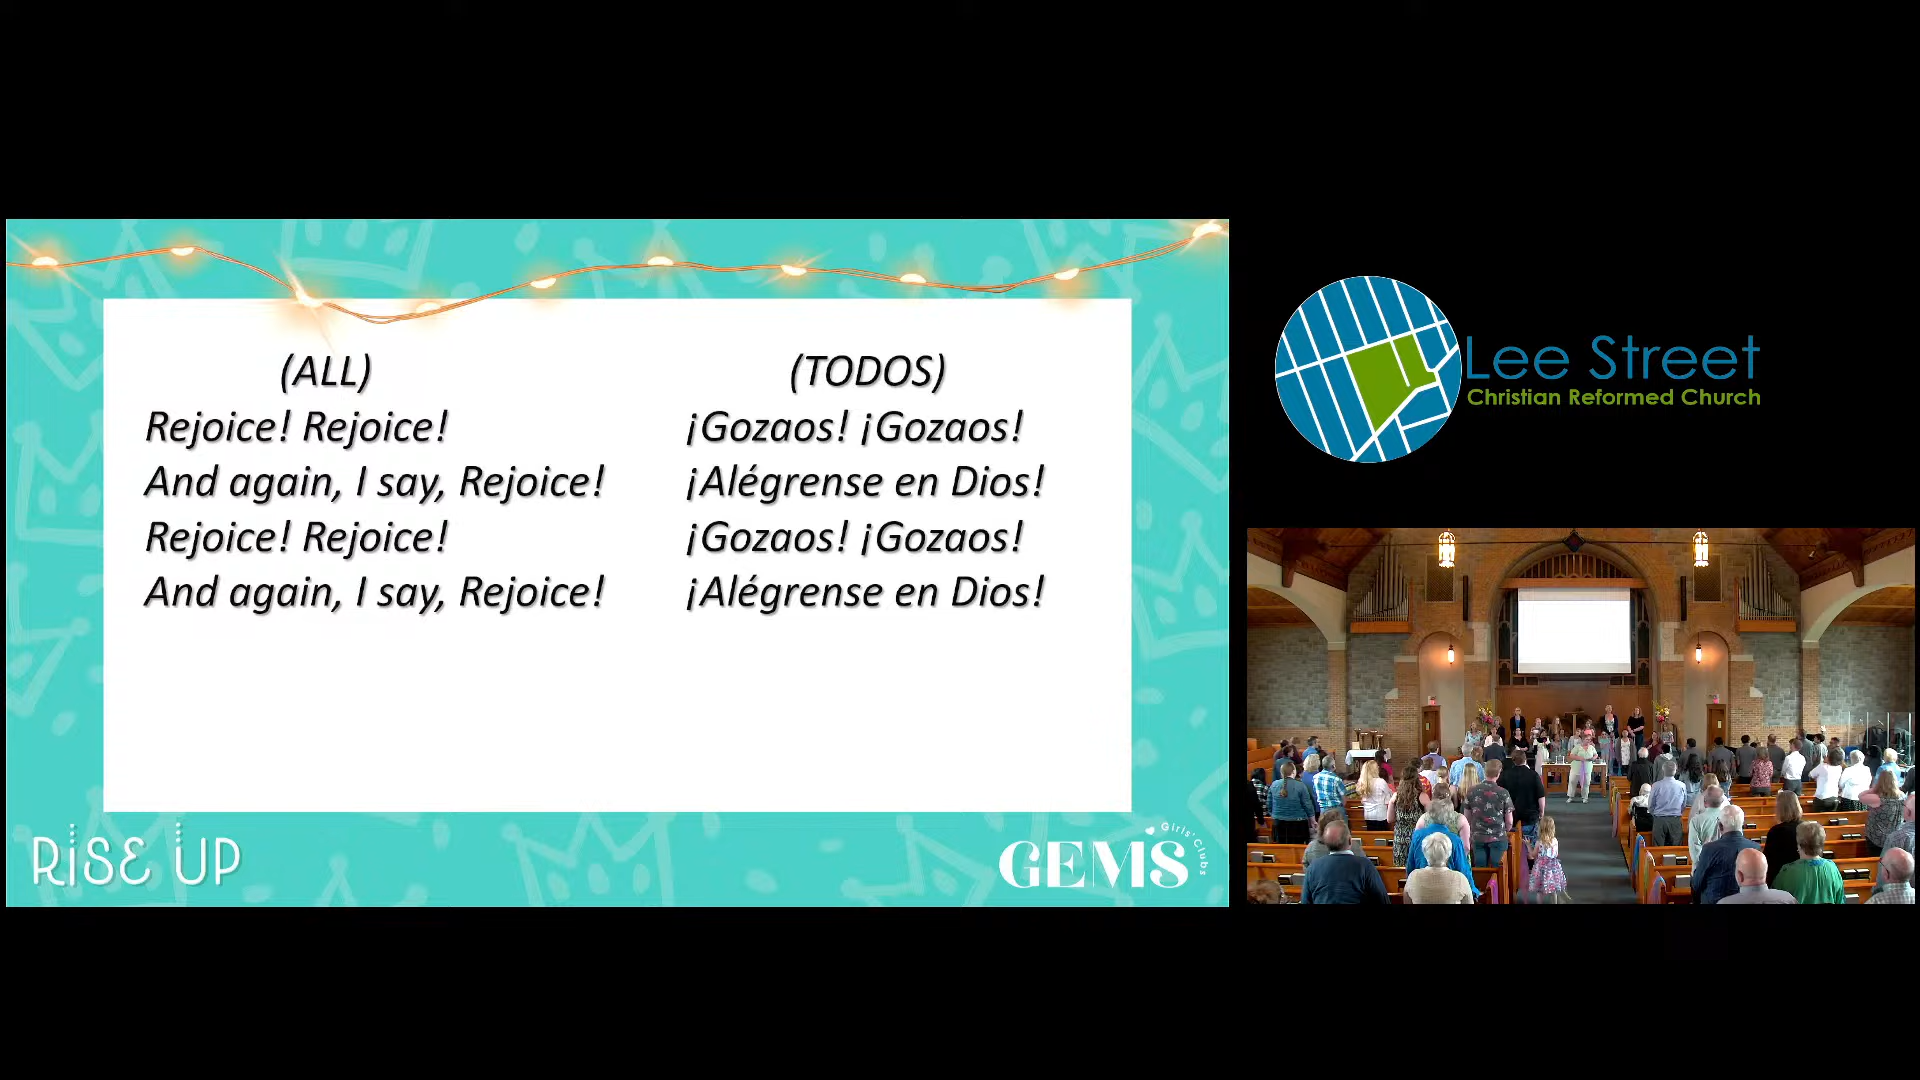 (ALL)
Rejoice! Rejoice!
And again, I say, Rejoice!
Rejoice! Rejoice!
And again, I say, Rejoice!
(TODOS)
¡Gozaos! ¡Gozaos!
¡Alégrense en Dios!
¡Gozaos! ¡Gozaos!
¡Alégrense en Dios!
RISE UP
GEMS
Girls' Clubs
Lee Street
Christian Reformed Church